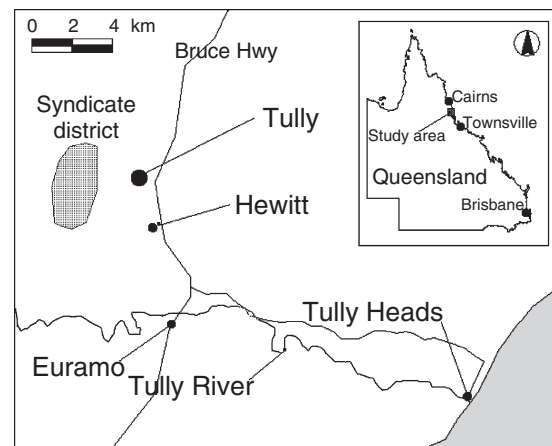 0 2 4 km
Bruce Hwy
Syndicate
district
Tully
Hewitt
Tully Heads
Euramo
Tully River
Cairns
Study area
Townsville
Queensland
Brisbane